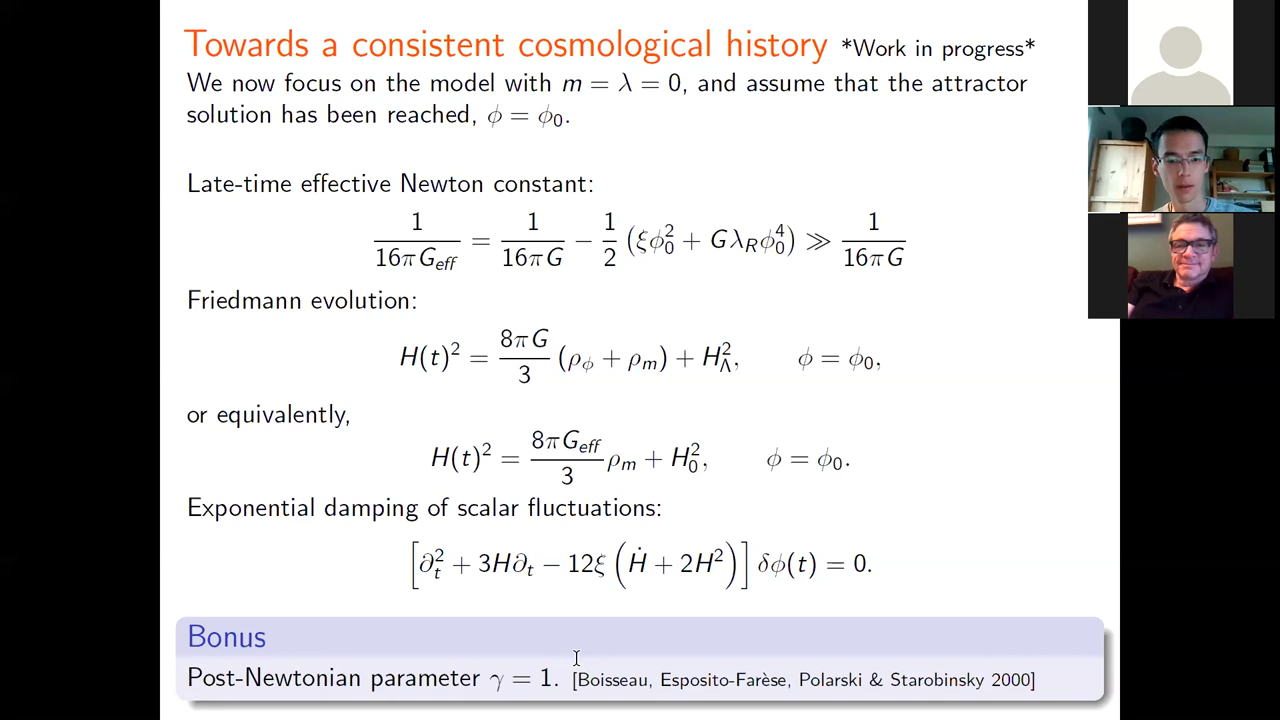 Towards a consistent cosmological history *Work in progress*
We now focus on the model with m = λ = 0, and assume that the attractor
solution has been reached, ϕ = ϕ₀.
Late-time effective Newton constant:
1/(16πG_eff) = 1/(16πG) − 1/2 (ξϕ₀² + Gλ_Rϕ₀⁴) ≫ 1/(16πG)
Friedmann evolution:
H(t)² = 8πG/3 (ρ_ϕ + ρ_m) + H_Λ², ϕ = ϕ₀,
or equivalently,
H(t)² = 8πG_eff/3 ρ_m + H₀², ϕ = ϕ₀.
Exponential damping of scalar fluctuations:
[∂_t² + 3H∂_t − 12ξ (Ḣ + 2H²)] δϕ(t) = 0.
Bonus
Post-Newtonian parameter γ = 1. [Boisseau, Esposito-Farèse, Polarski & Starobinsky 2000]